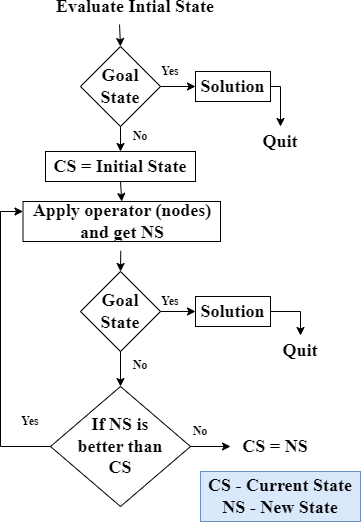 Evaluate Intial State
Goal
State
Yes
Solution
No
Quit
CS = Initial State
Apply operator (nodes)
and get NS
Goal
State
Yes
Solution
No
Quit
Yes
If NS is
better than
CS
No
CS = NS
CS - Current State
NS - New State